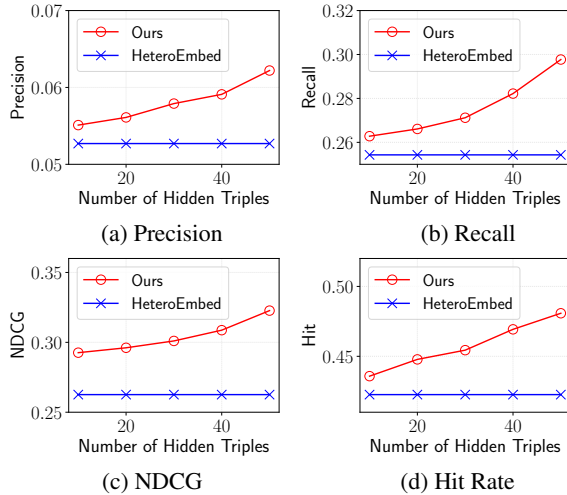 0.07
0.06
0.05
Precision
Ours
HeteroEmbed
20
40
Number of Hidden Triples
(a) Precision
0.32
0.30
0.28
0.26
Recall
Ours
HeteroEmbed
20
40
Number of Hidden Triples
(b) Recall
0.35
0.30
0.25
NDCG
Ours
HeteroEmbed
20
40
Number of Hidden Triples
(c) NDCG
0.50
0.45
Hit
Ours
HeteroEmbed
20
40
Number of Hidden Triples
(d) Hit Rate